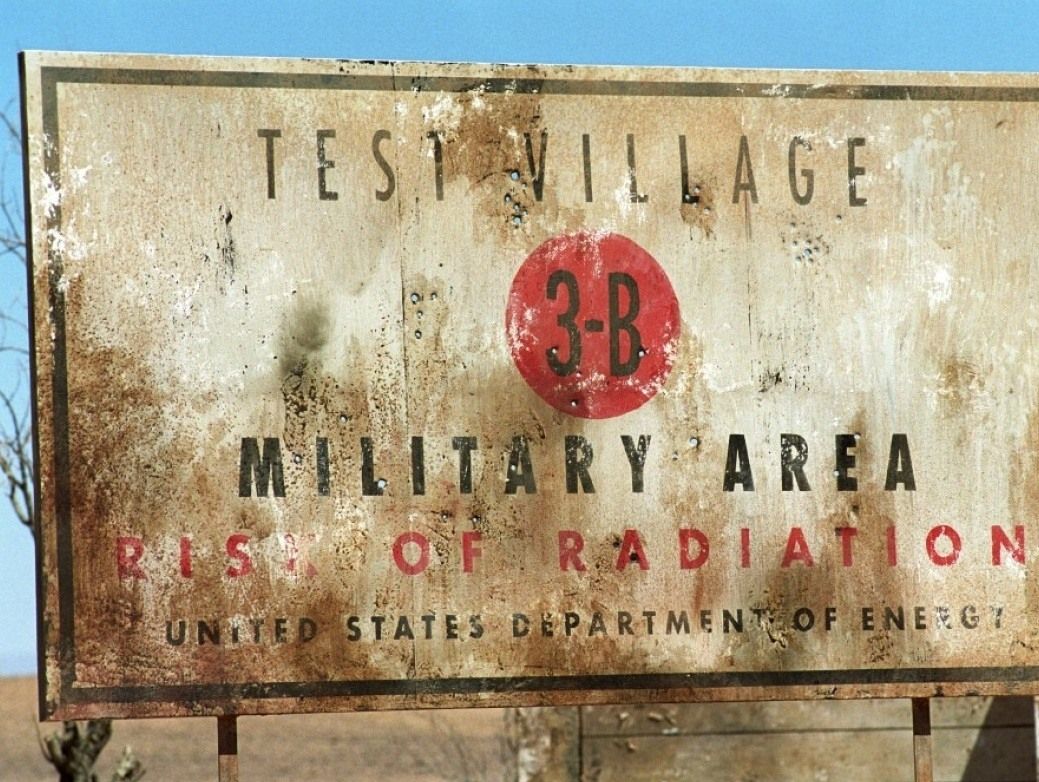 TEST VILLAGE
3-B
MILITARY AREA
RISK OF RADIATION
UNITED STATES DEPARTMENT OF ENERGY